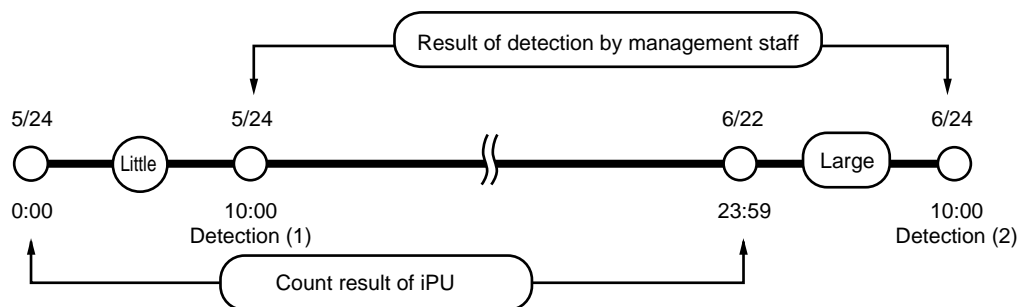 Result of detection by management staff
5/24 5/24 6/22 6/24
Little Large
0:00 10:00 23:59 10:00
Detection (1) Detection (2)
Count result of iPU